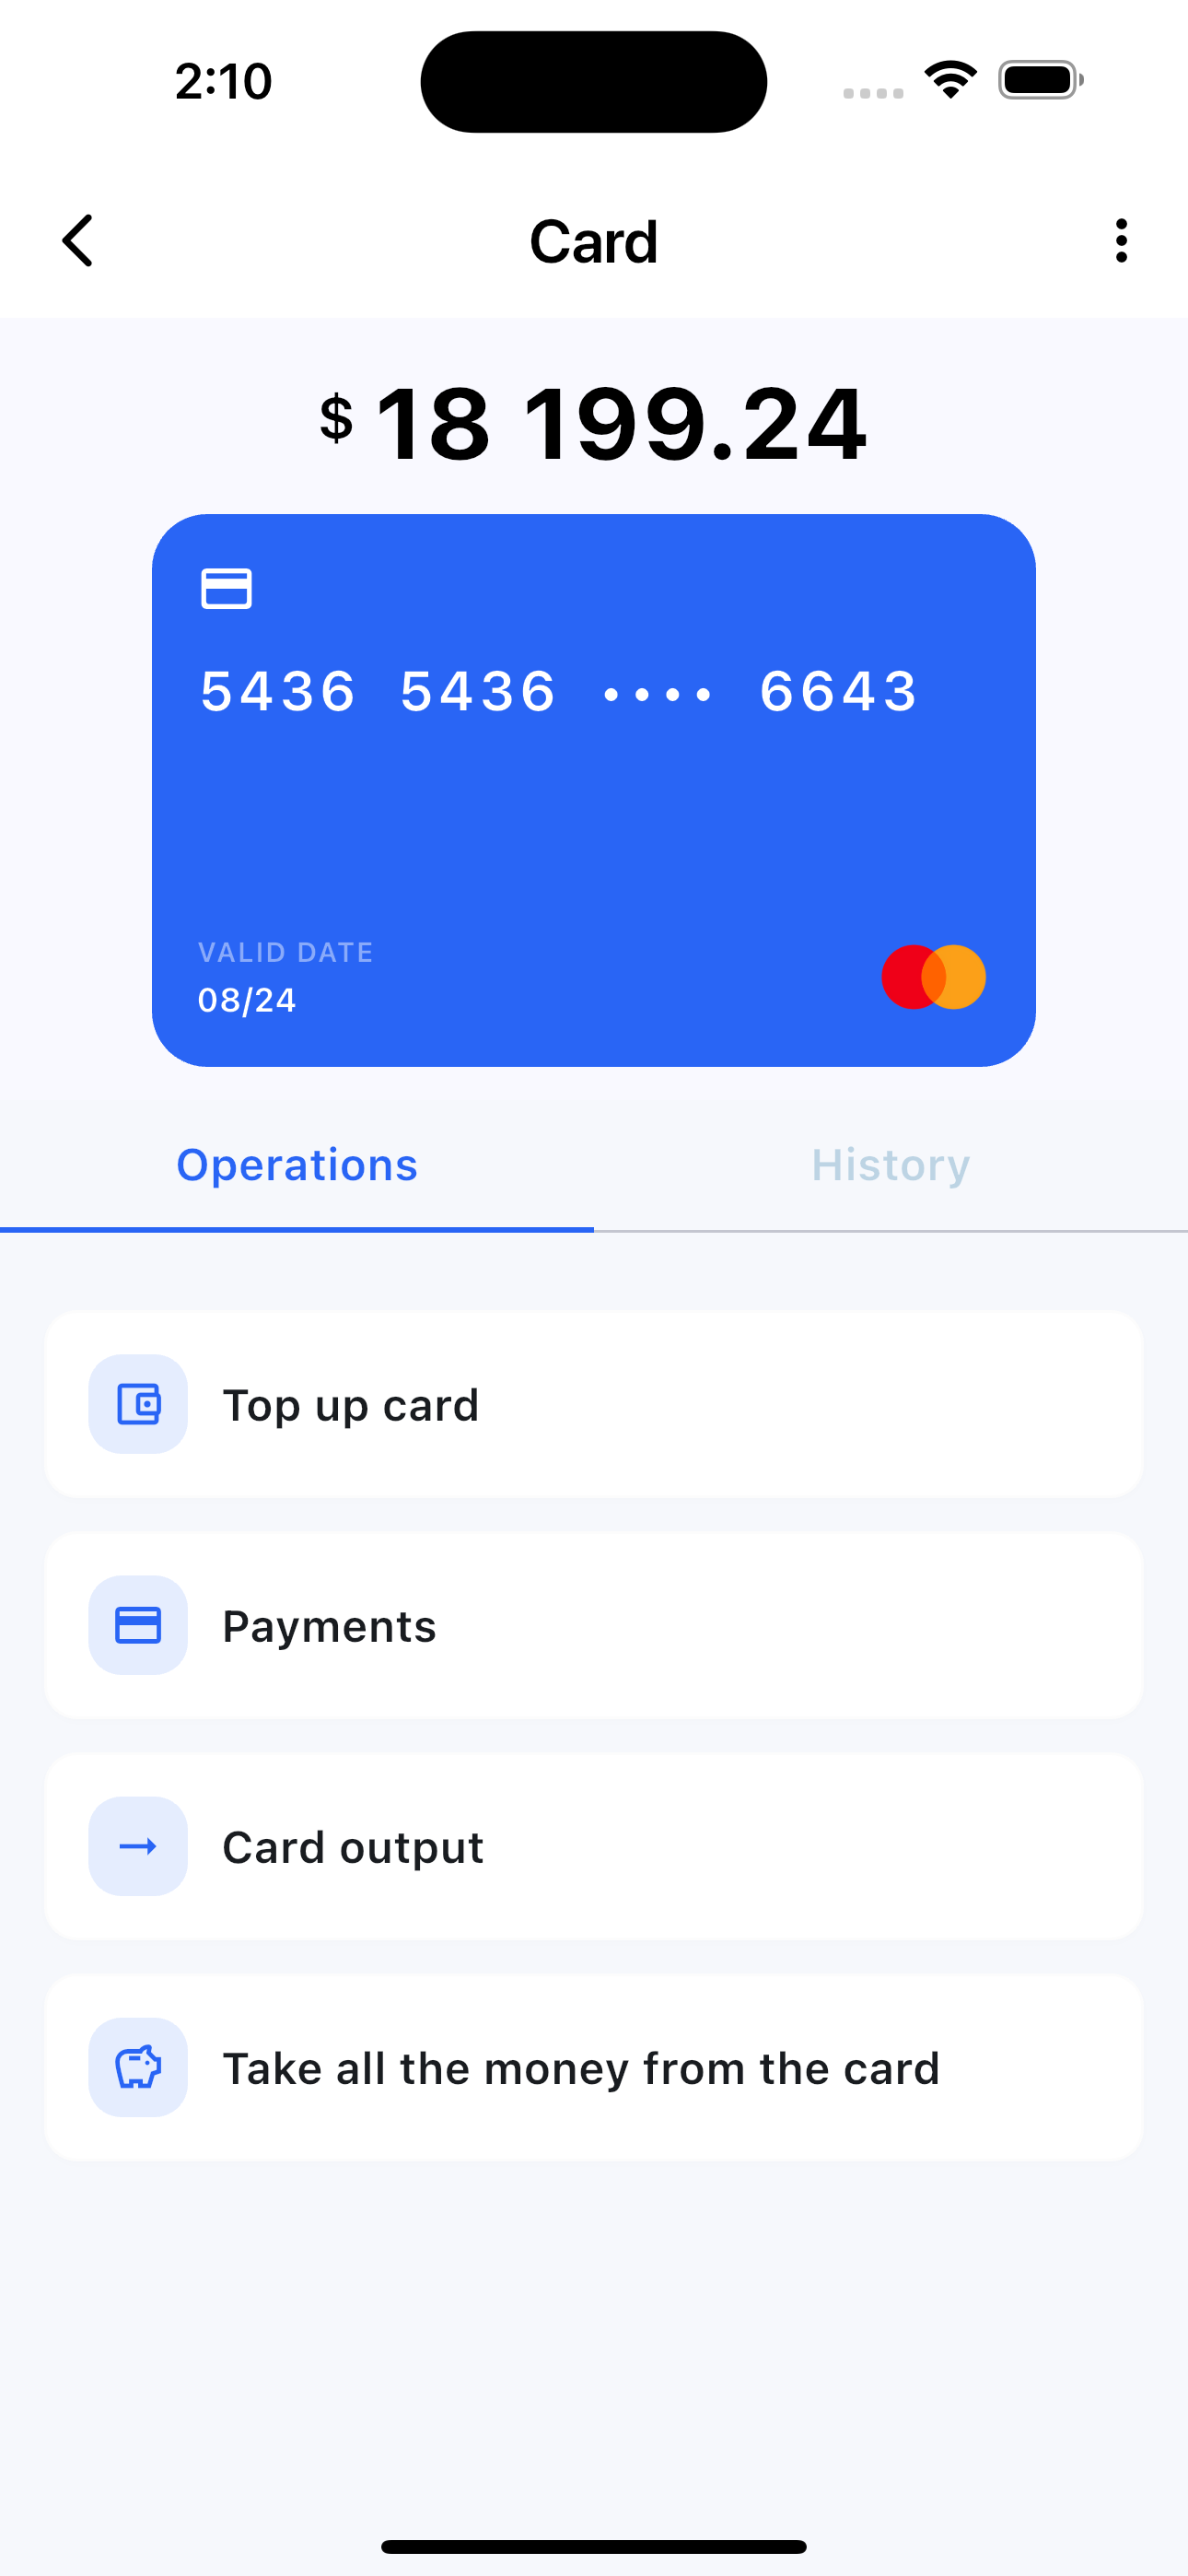 2:10
Card
$ 18 199.24
5436 5436 •••• 6643
VALID DATE
08/24
Operations
History
Top up card
Payments
Card output
Take all the money from the card